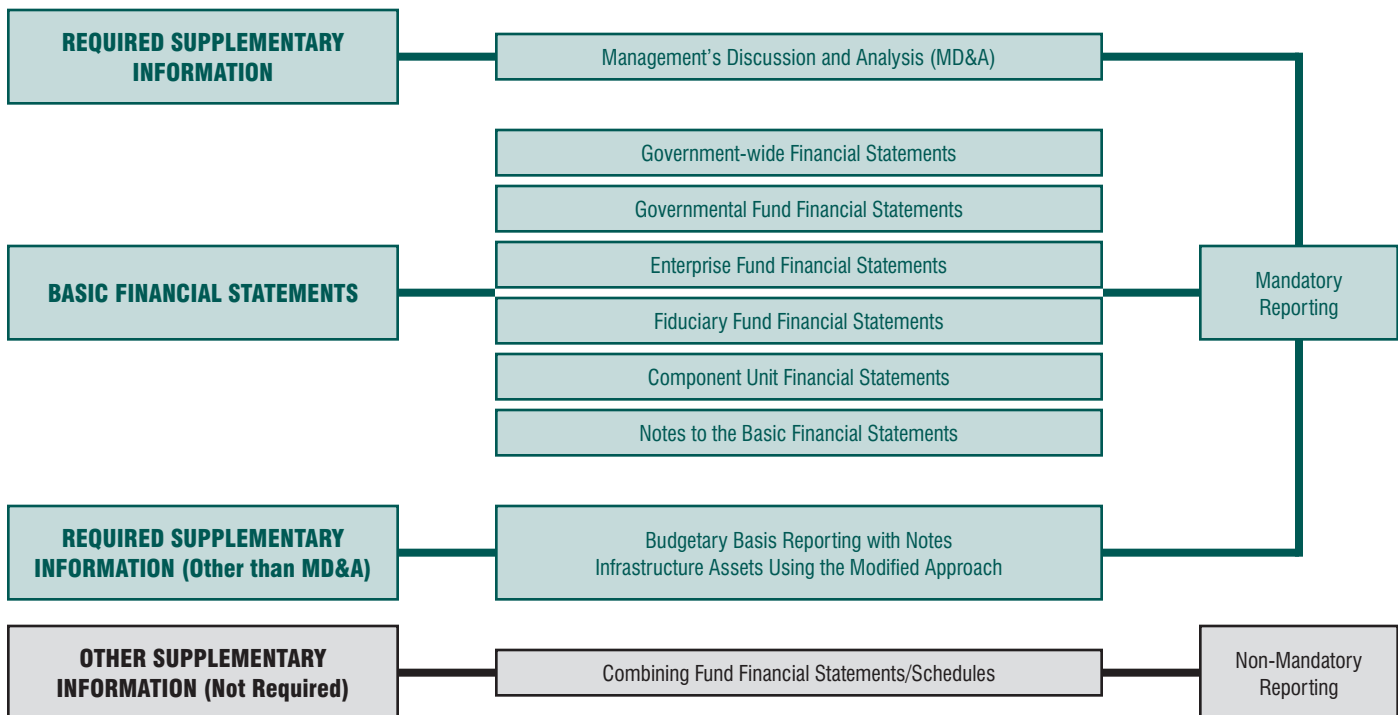 REQUIRED SUPPLEMENTARY
INFORMATION
Management’s Discussion and Analysis (MD&A)
Government-wide Financial Statements
Governmental Fund Financial Statements
BASIC FINANCIAL STATEMENTS
Enterprise Fund Financial Statements
Fiduciary Fund Financial Statements
Component Unit Financial Statements
Notes to the Basic Financial Statements
Mandatory
Reporting
REQUIRED SUPPLEMENTARY
INFORMATION (Other than MD&A)
Budgetary Basis Reporting with Notes
Infrastructure Assets Using the Modified Approach
OTHER SUPPLEMENTARY
INFORMATION (Not Required)
Combining Fund Financial Statements/Schedules
Non-Mandatory
Reporting